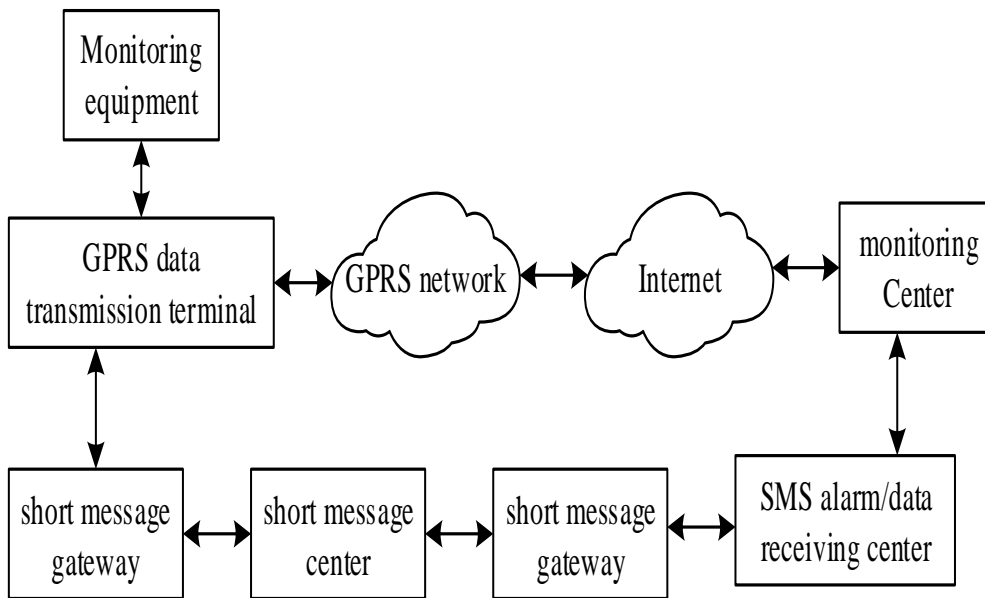 Monitoring
equipment
GPRS data
transmission terminal
GPRS network
Internet
monitoring
Center
short message
gateway
short message
center
short message
gateway
SMS alarm/data
receiving center